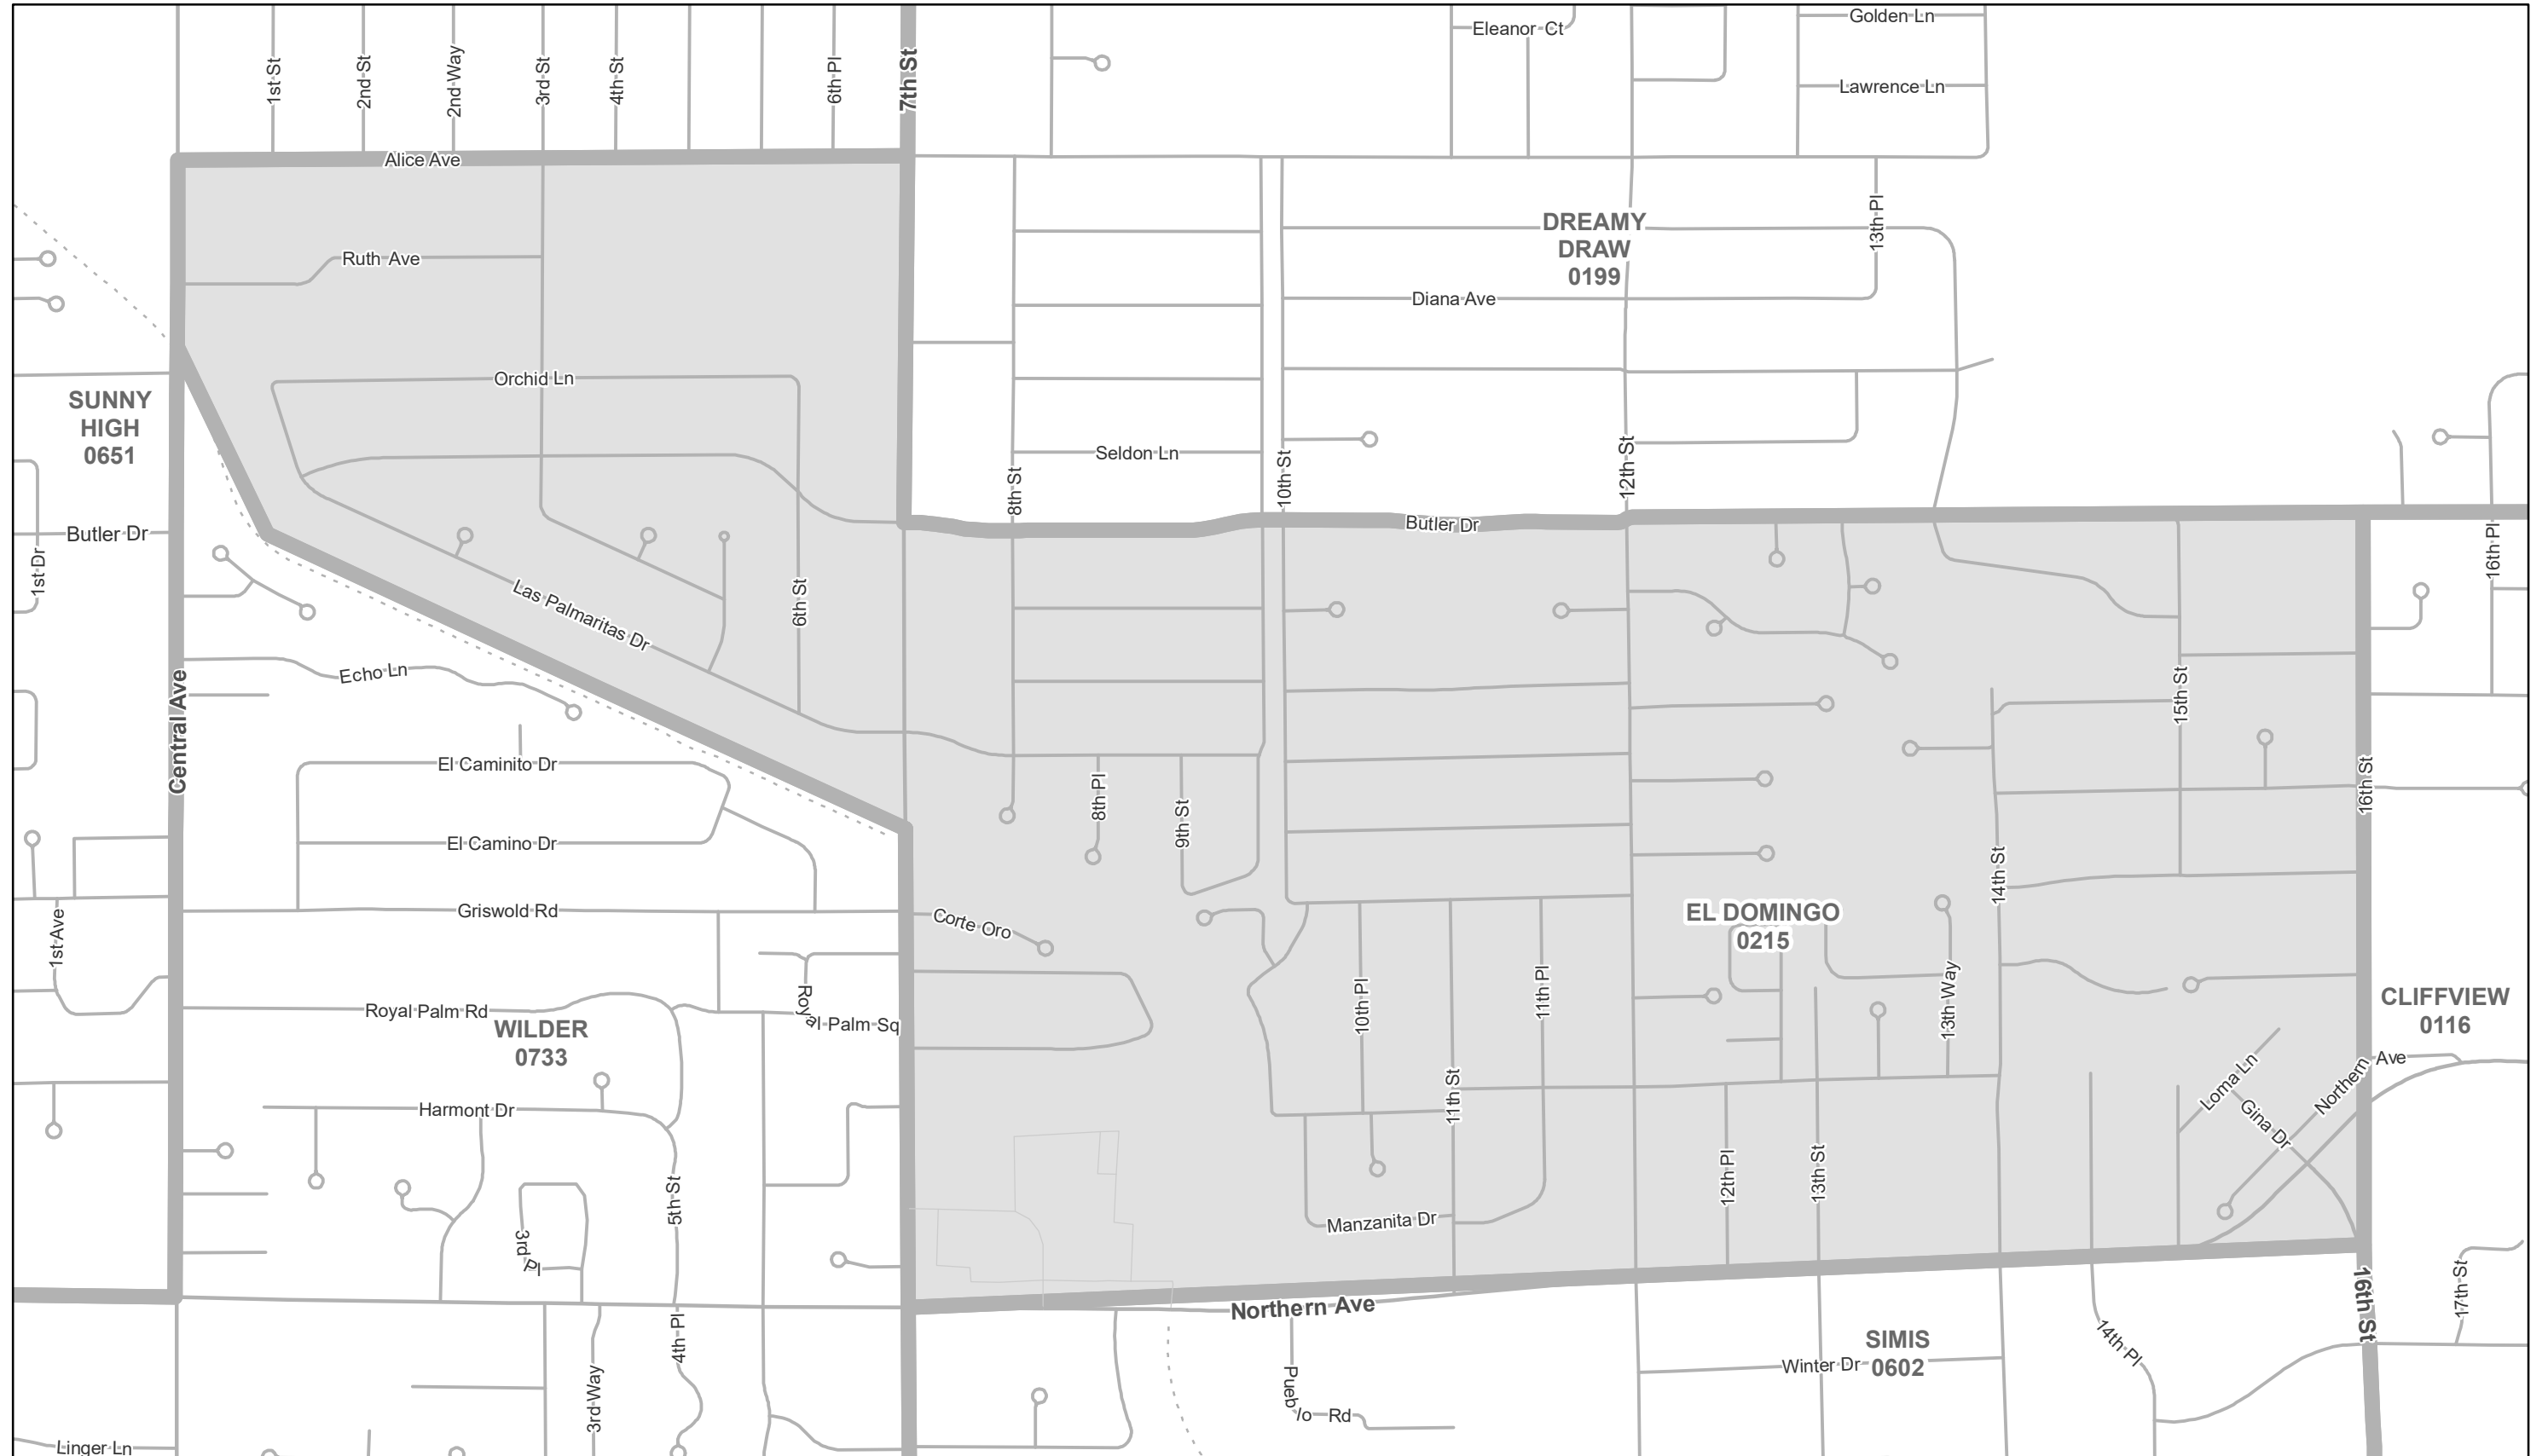 Golden Ln
Eleanor Ct
1st St
2nd St
2nd Way
3rd St
4th St
6th Pl
7th St
Lawrence Ln
Alice Ave
DREAMY
DRAW
0199
13th Pl
Ruth Ave
Diana Ave
Orchid Ln
SUNNY
HIGH
0651
Seldon Ln
8th St
10th St
12th St
Butler Dr
Butler Dr
1st Dr
16th Pl
Las Palmaritas Dr
6th St
Echo Ln
Central Ave
15th St
El Caminito Dr
8th Pl
9th St
16th St
El Camino Dr
14th St
Griswold Rd
Corte Oro
EL DOMINGO
0215
1st Ave
Royal Palm Rd
Royal Palm Sq
10th Pl
11th Pl
13th Way
CLIFFVIEW
0116
WILDER
0733
Northern Ave
Loma Ln
Gina Dr
Harmont Dr
11th St
5th St
12th Pl
13th St
3rd Pl
Manzanita Dr
Northern Ave
16th St
17th St
4th Pl
SIMIS
0602
Winter Dr
14th Pl
3rd Way
Pueblo Rd
Linger Ln